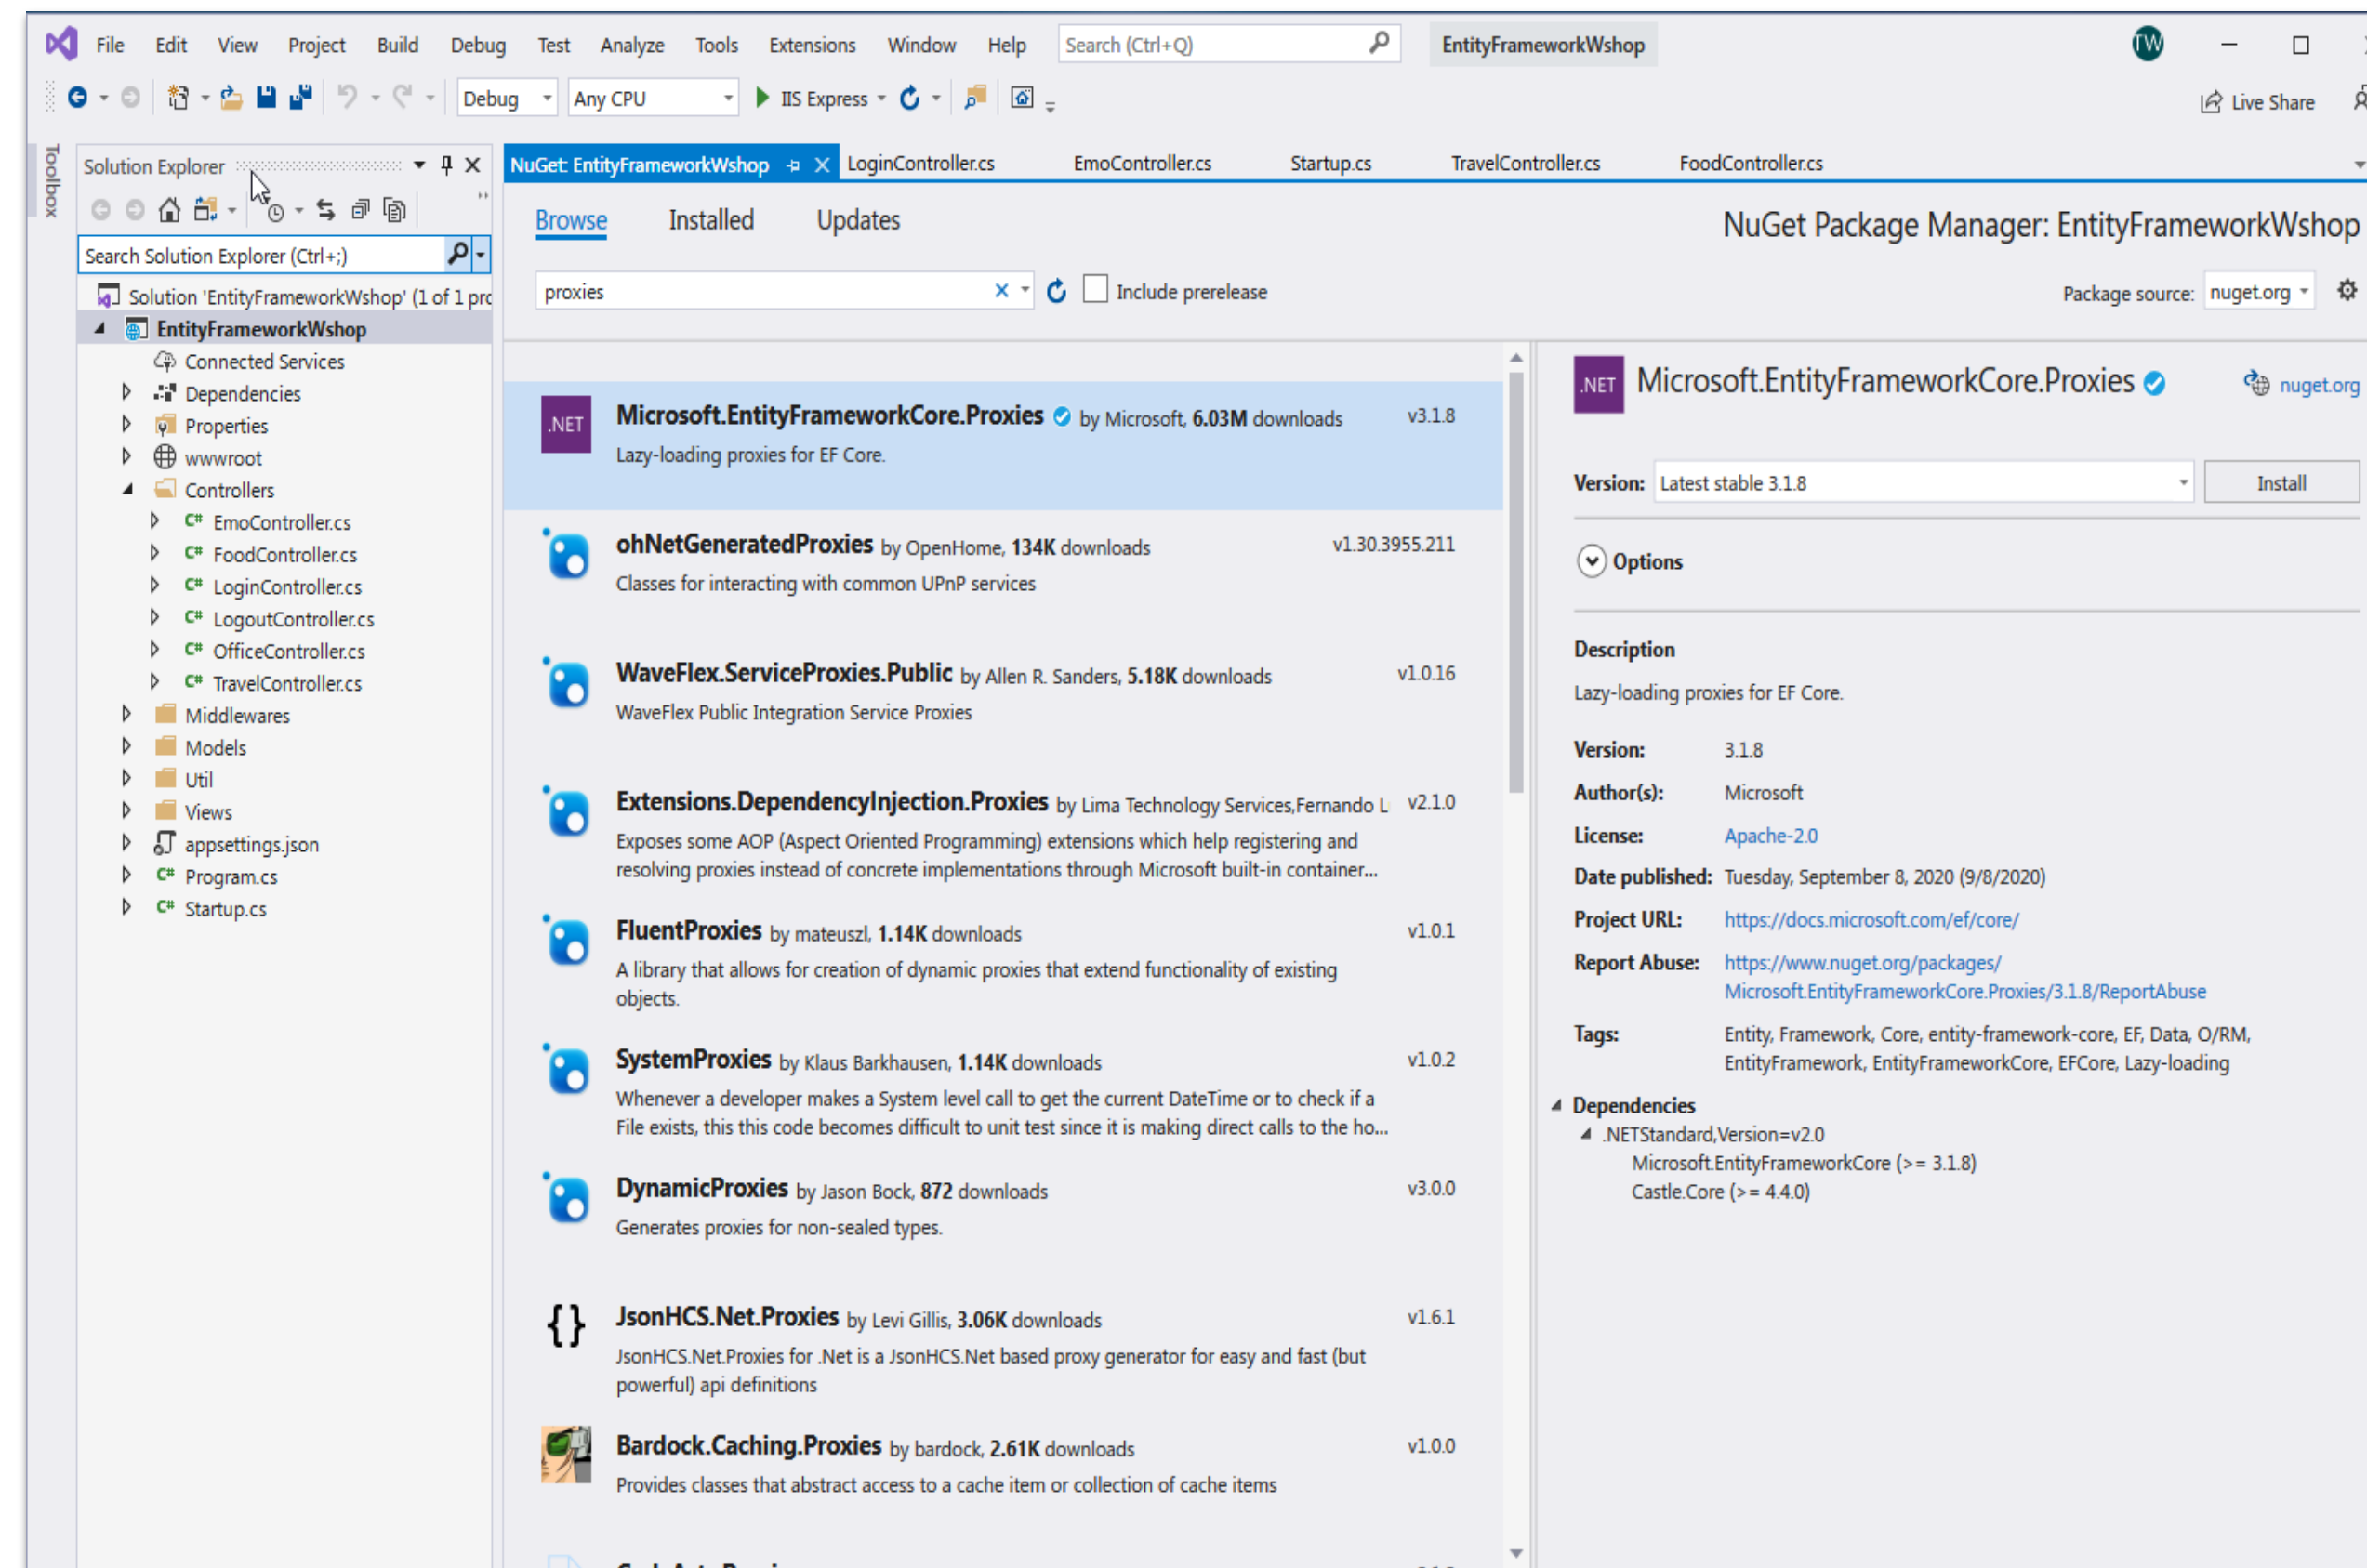 File Edit View Project Build Debug Test Analyze Tools Extensions Window Help Search (Ctrl+Q) EntityFrameworkWshop TW
Debug Any CPU IIS Express Live Share
Toolbox
Solution Explorer
Search Solution Explorer (Ctrl+;)
Solution 'EntityFrameworkWshop' (1 of 1 pro
EntityFrameworkWshop
Connected Services
Dependencies
Properties
wwwroot
Controllers
C# EmoController.cs
C# FoodController.cs
C# LoginController.cs
C# LogoutController.cs
C# OfficeController.cs
C# TravelController.cs
Middlewares
Models
Util
Views
appsettings.json
C# Program.cs
C# Startup.cs
NuGet: EntityFrameworkWshop LoginController.cs EmoController.cs Startup.cs TravelController.cs FoodController.cs
Browse Installed Updates
NuGet Package Manager: EntityFrameworkWshop
proxies Include prerelease
Package source: nuget.org
.NET Microsoft.EntityFrameworkCore.Proxies by Microsoft, 6.03M downloads v3.1.8
Lazy-loading proxies for EF Core.
ohNetGeneratedProxies by OpenHome, 134K downloads v1.30.3955.211
Classes for interacting with common UPnP services
WaveFlex.ServiceProxies.Public by Allen R. Sanders, 5.18K downloads v1.0.16
WaveFlex Public Integration Service Proxies
Extensions.DependencyInjection.Proxies by Lima Technology Services,Fernando L v2.1.0
Exposes some AOP (Aspect Oriented Programming) extensions which help registering and
resolving proxies instead of concrete implementations through Microsoft built-in container...
FluentProxies by mateuszl, 1.14K downloads v1.0.1
A library that allows for creation of dynamic proxies that extend functionality of existing
objects.
SystemProxies by Klaus Barkhausen, 1.14K downloads v1.0.2
Whenever a developer makes a System level call to get the current DateTime or to check if a
File exists, this this code becomes difficult to unit test since it is making direct calls to the ho...
DynamicProxies by Jason Bock, 872 downloads v3.0.0
Generates proxies for non-sealed types.
{} JsonHCS.Net.Proxies by Levi Gillis, 3.06K downloads v1.6.1
JsonHCS.Net.Proxies for .Net is a JsonHCS.Net based proxy generator for easy and fast (but
powerful) api definitions
Bardock.Caching.Proxies by bardock, 2.61K downloads v1.0.0
Provides classes that abstract access to a cache item or collection of cache items
.NET Microsoft.EntityFrameworkCore.Proxies nuget.org
Version: Latest stable 3.1.8 Install
Options
Description
Lazy-loading proxies for EF Core.
Version: 3.1.8
Author(s): Microsoft
License: Apache-2.0
Date published: Tuesday, September 8, 2020 (9/8/2020)
Project URL: https://docs.microsoft.com/ef/core/
Report Abuse: https://www.nuget.org/packages/
Microsoft.EntityFrameworkCore.Proxies/3.1.8/ReportAbuse
Tags: Entity, Framework, Core, entity-framework-core, EF, Data, O/RM,
EntityFramework, EntityFrameworkCore, EFCore, Lazy-loading
Dependencies
.NETStandard,Version=v2.0
Microsoft.EntityFrameworkCore (>= 3.1.8)
Castle.Core (>= 4.4.0)